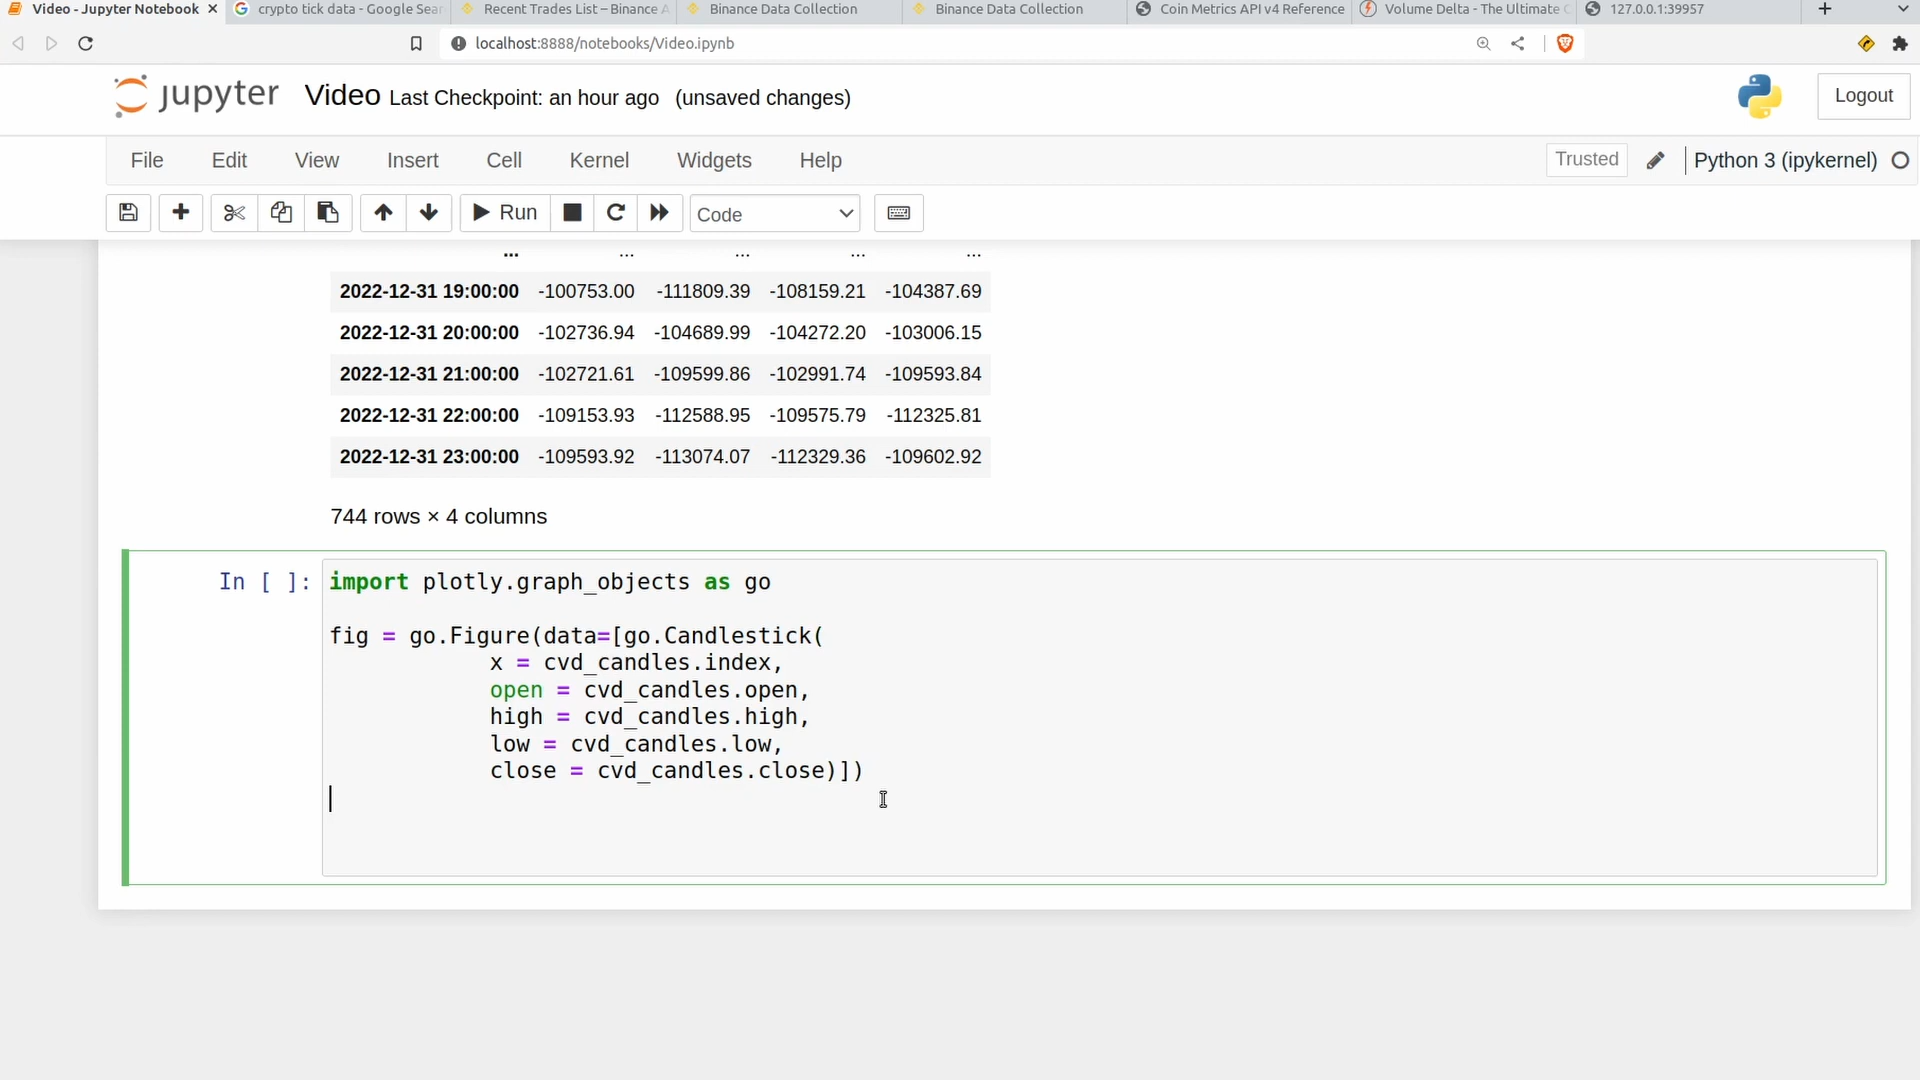 Video - Jupyter Notebook
crypto tick data - Google Sear
Recent Trades List – Binance A
Binance Data Collection
Binance Data Collection
Coin Metrics API v4 Reference
Volume Delta - The Ultimate C
127.0.0.1:39957
localhost:8888/notebooks/Video.ipynb
jupyter Video Last Checkpoint: an hour ago (unsaved changes)
Logout
File Edit View Insert Cell Kernel Widgets Help
Trusted Python 3 (ipykernel)
Run Code
... ... ... ... ...
2022-12-31 19:00:00 -100753.00 -111809.39 -108159.21 -104387.69
2022-12-31 20:00:00 -102736.94 -104689.99 -104272.20 -103006.15
2022-12-31 21:00:00 -102721.61 -109599.86 -102991.74 -109593.84
2022-12-31 22:00:00 -109153.93 -112588.95 -109575.79 -112325.81
2022-12-31 23:00:00 -109593.92 -113074.07 -112329.36 -109602.92
744 rows × 4 columns
In [ ]: import plotly.graph_objects as go
fig = go.Figure(data=[go.Candlestick(
x = cvd_candles.index,
open = cvd_candles.open,
high = cvd_candles.high,
low = cvd_candles.low,
close = cvd_candles.close)])